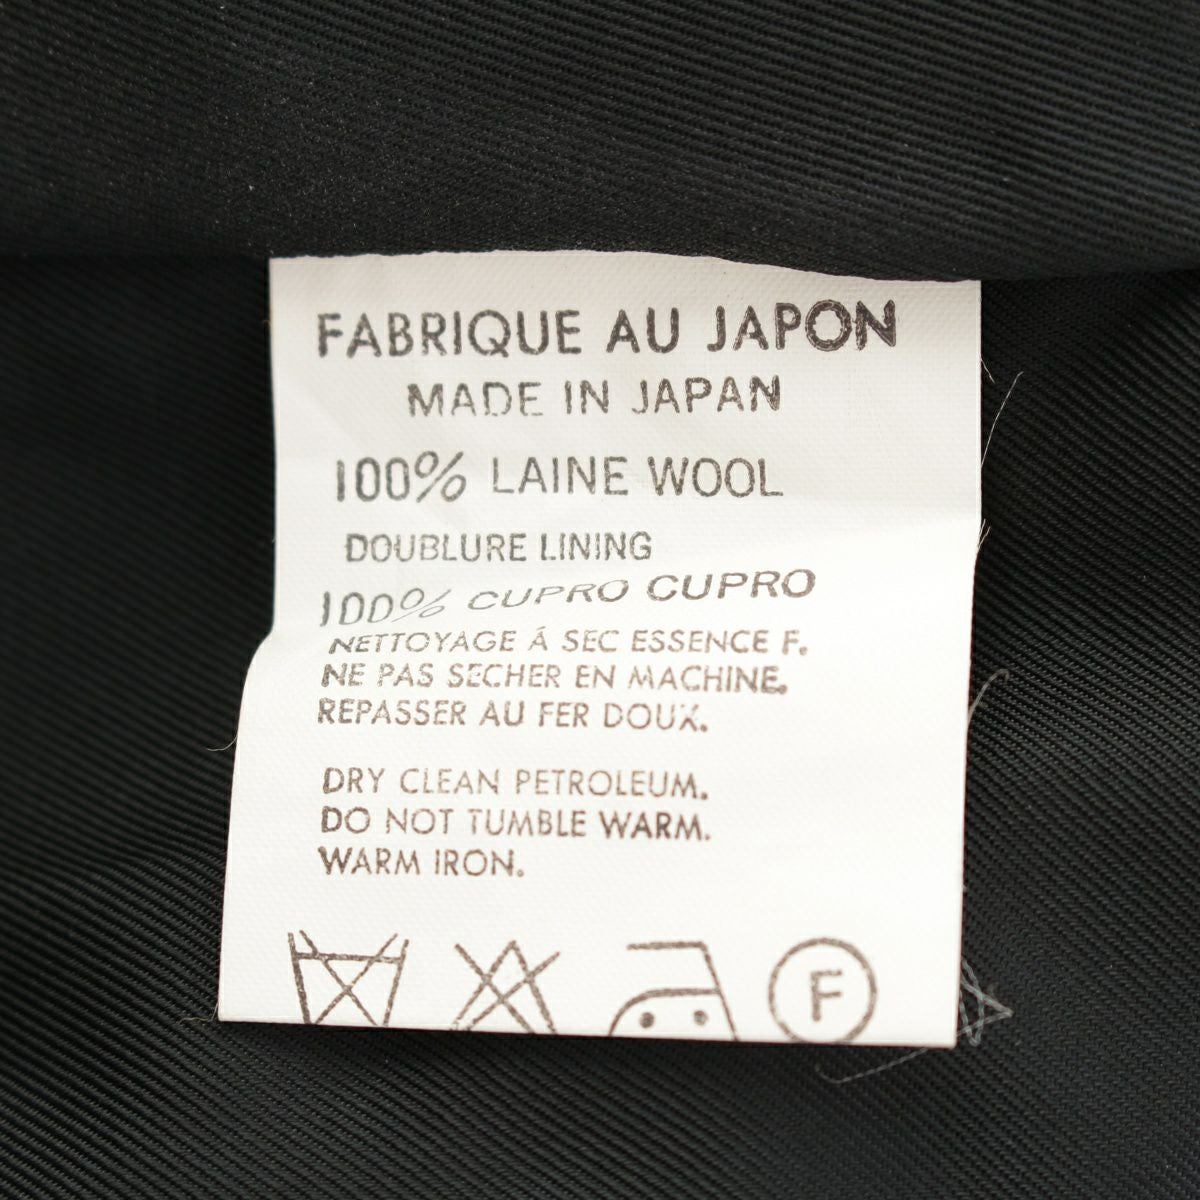 FABRIQUE AU JAPON
MADE IN JAPAN
100% LAINE WOOL
DOUBLURE LINING
100% CUPRO CUPRO
NETTOYAGE Á SEC ESSENCE F.
NE PAS SECHER EN MACHINE.
REPASSER AU FER DOUX.
DRY CLEAN PETROLEUM.
DO NOT TUMBLE WARM.
WARM IRON.
F